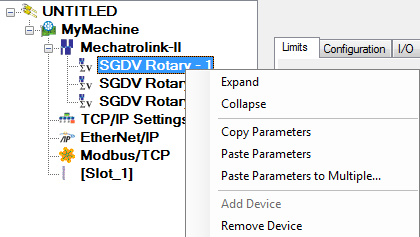 UNTITLED
MyMachine
Mechatrolink-II
SGDV Rotary - 1
SGDV Rotary
SGDV Rotary
TCP/IP Settings
EtherNet/IP
Modbus/TCP
[Slot_1]
Limits Configuration I/O
Expand
Collapse
Copy Parameters
Paste Parameters
Paste Parameters to Multiple...
Add Device
Remove Device